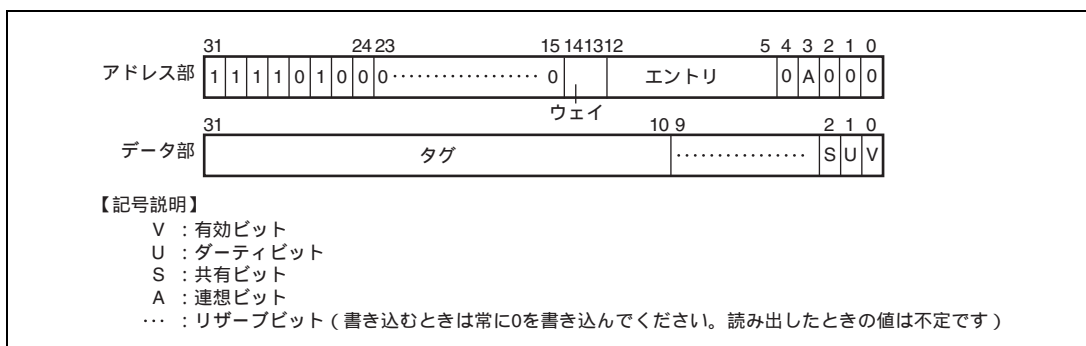 31 24 23 15 14 13 12 5 4 3 2 1 0
アドレス部 1 1 1 1 0 1 0 0 0 ‥‥‥‥‥‥‥‥‥ 0 エントリ 0 A 0 0 0
ウェイ
31 10 9 2 1 0
データ部 タグ ‥‥‥‥‥‥‥‥ S U V
【記号説明】
V :有効ビット
U :ダーティビット
S :共有ビット
A :連想ビット
… :リザーブビット(書き込むときは常に0を書き込んでください。読み出したときの値は不定です)